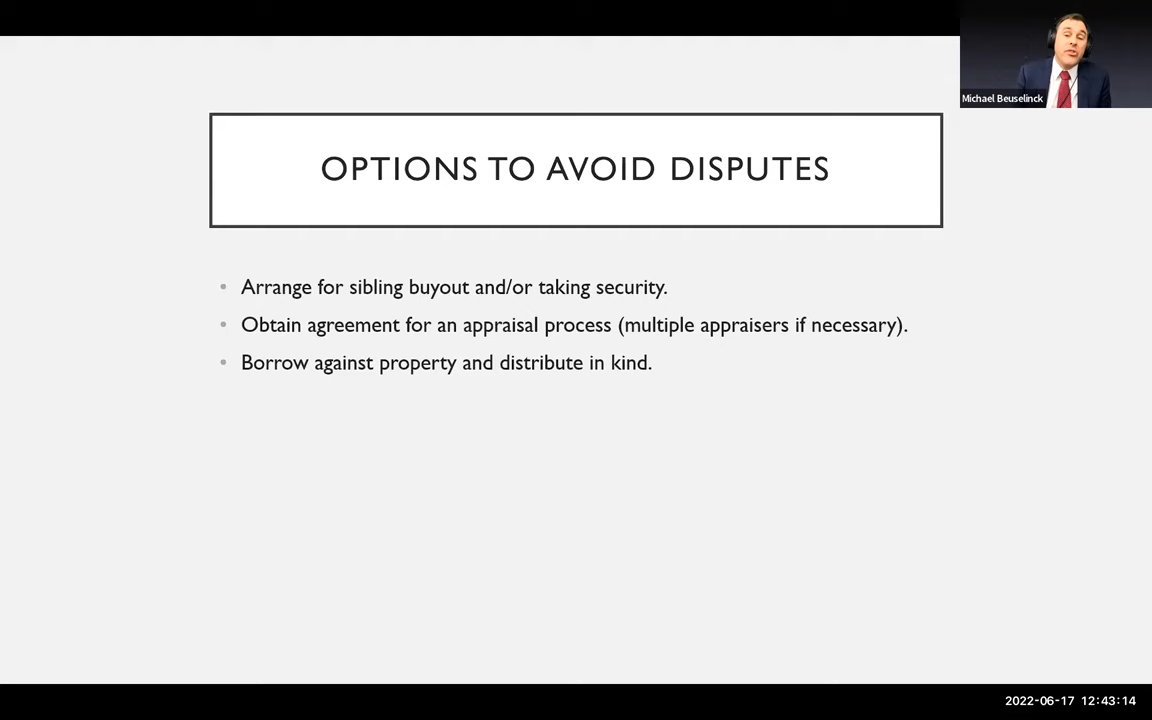 Michael Beuselinck
OPTIONS TO AVOID DISPUTES
• Arrange for sibling buyout and/or taking security.
• Obtain agreement for an appraisal process (multiple appraisers if necessary).
• Borrow against property and distribute in kind.
2022-06-17 12:43:14